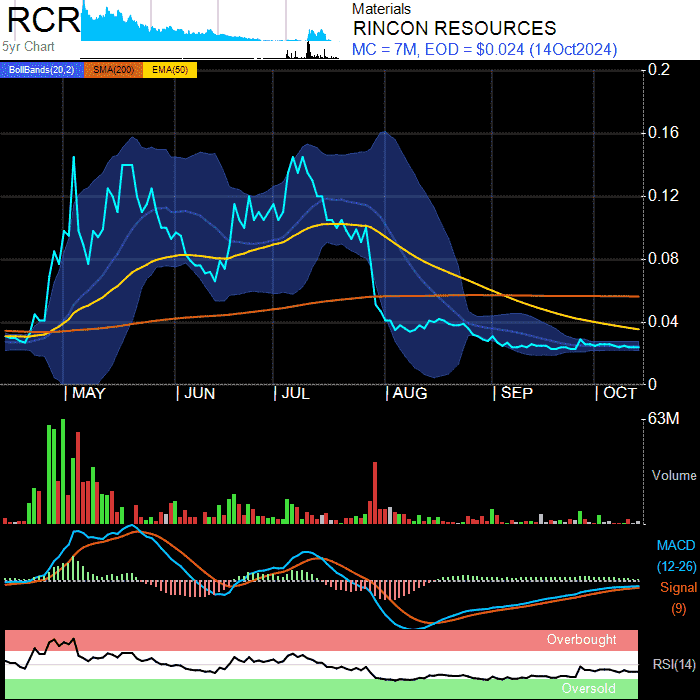 RCR
5yr Chart
Materials
RINCON RESOURCES
MC = 7M, EOD = $0.024 (14Oct2024)
BollBands(20,2) SMA(200) EMA(50)
0.2
0.16
0.12
0.08
0.04
0
MAY JUN JUL AUG SEP OCT
63M
Volume
MACD
(12-26)
Signal
(9)
Overbought
RSI(14)
Oversold